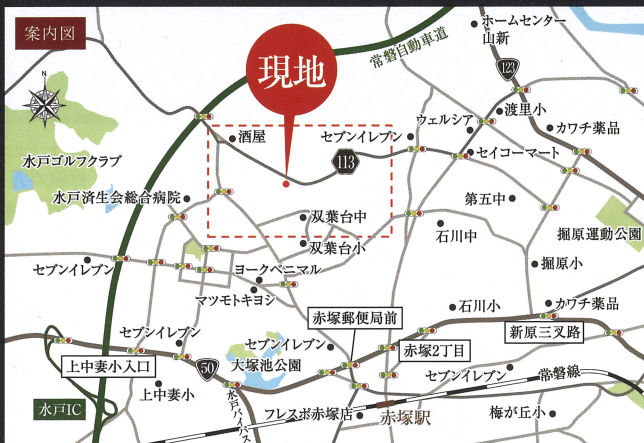 案内図
N
現地
常磐自動車道
ホームセンター
山新
123
渡里小
ウェルシア
カワチ薬品
酒屋
セブンイレブン
セイコーマート
113
水戸ゴルフクラブ
水戸済生会総合病院
第五中
双葉台中
石川中
堀原運動公園
双葉台小
セブンイレブン
ヨークベニマル
堀原小
マツモトキヨシ
赤塚郵便局前
石川小
カワチ薬品
セブンイレブン
セブンイレブン
赤塚2丁目
新原三叉路
上中妻小入口
50
大塚池公園
セブンイレブン
常磐線
上中妻小
水戸IC
水戸バイパス
フレスポ赤塚店
赤塚駅
梅が丘小